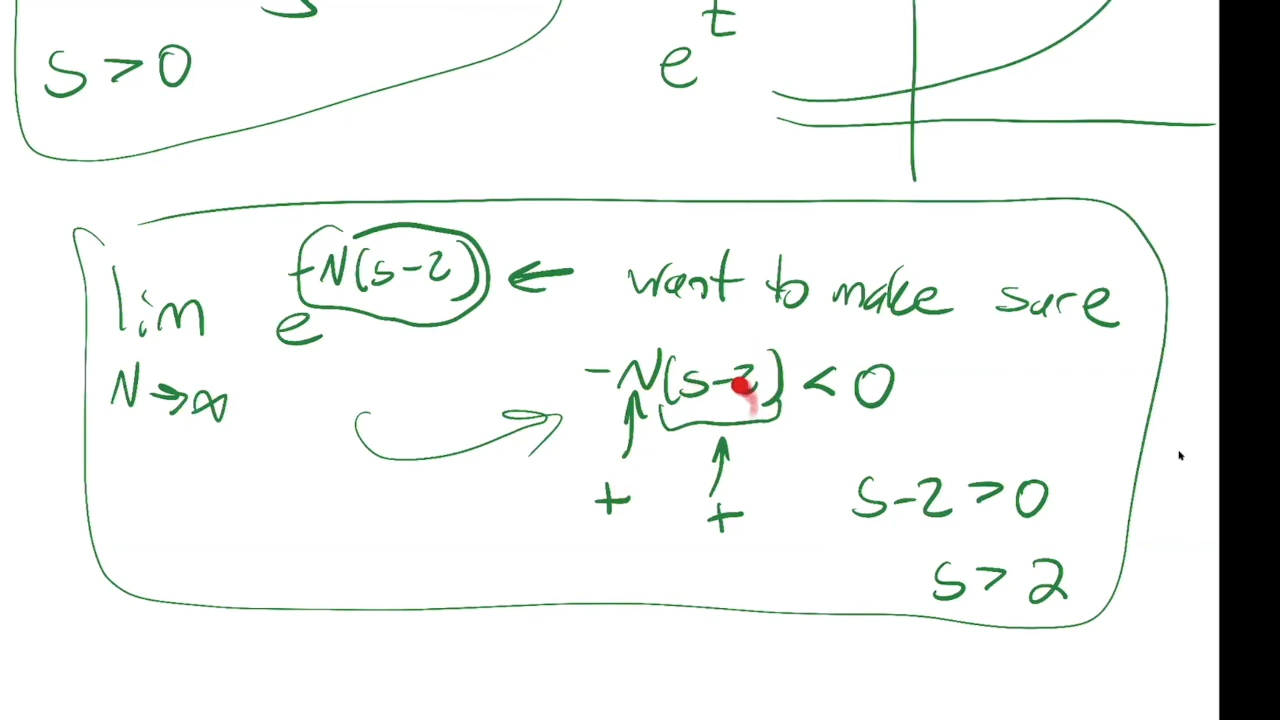 s > 0
e^t
lim N→∞ e^{-N(s-2)} ← want to make sure
-N(s-2) < 0
+ +
s-2 > 0
s > 2